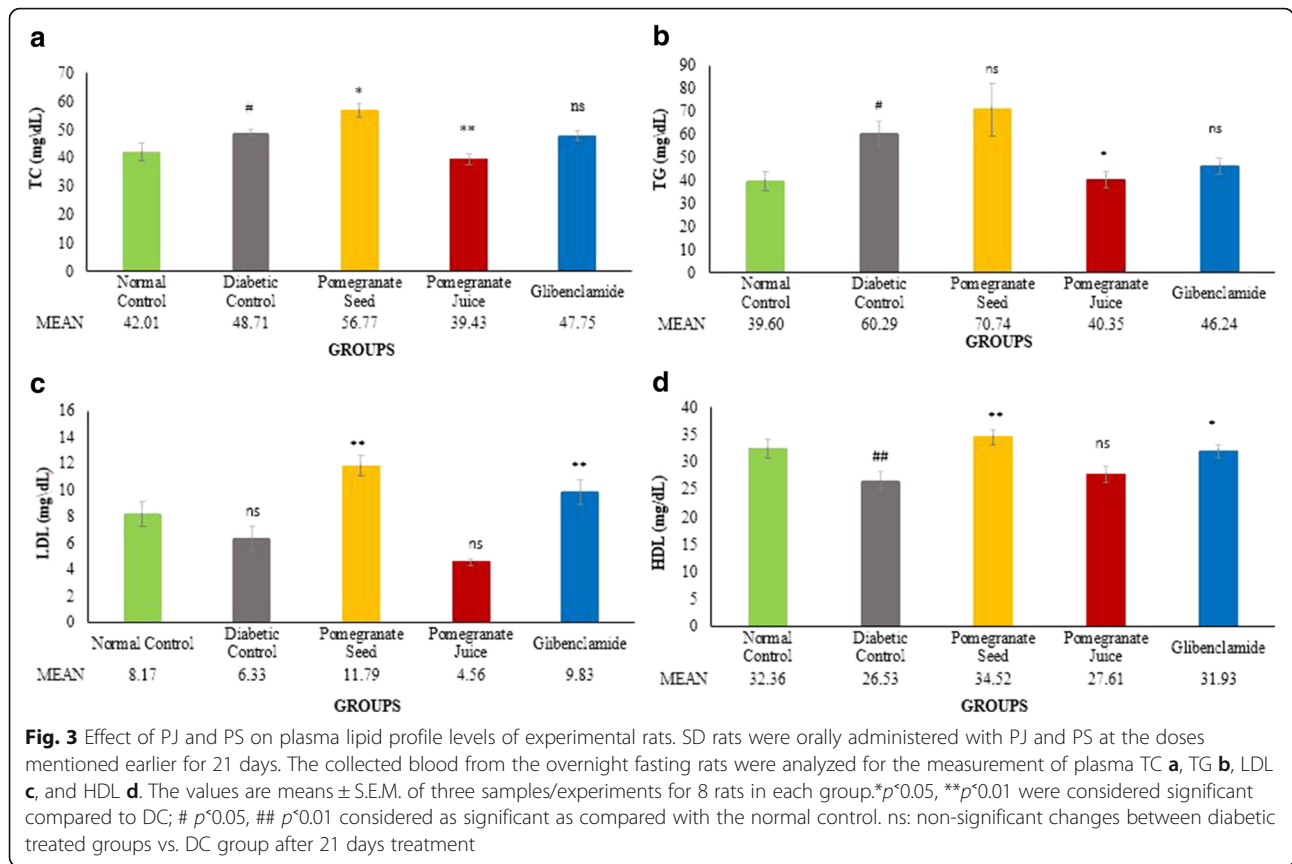 a
TC (mg\dL)
70
60
50
40
30
20
10
0
#
*
**
ns
Normal Control
Diabetic Control
Pomegranate Seed
Pomegranate Juice
Glibenclamide
MEAN 42.01 48.71 56.77 39.43 47.75
GROUPS
b
TG (mg\dL)
90
80
70
60
50
40
30
20
10
0
#
ns
*
ns
Normal Control
Diabetic Control
Pomegranate Seed
Pomegranate Juice
Glibenclamide
MEAN 39.60 60.29 70.74 40.35 46.24
GROUPS
c
LDL (mg\dL)
16
14
12
10
8
6
4
2
0
ns
**
ns
**
Normal Control
Diabetic Control
Pomegranate Seed
Pomegranate Juice
Glibenclamide
MEAN 8.17 6.33 11.79 4.56 9.83
GROUPS
d
HDL (mg/dL)
40
35
30
25
20
15
10
5
0
##
**
ns
*
Normal Control
Diabetic Control
Pomegranate Seed
Pomegranate Juice
Glibenclamide
MEAN 32.36 26.53 34.52 27.61 31.93
GROUPS
Fig. 3 Effect of PJ and PS on plasma lipid profile levels of experimental rats. SD rats were orally administered with PJ and PS at the doses
mentioned earlier for 21 days. The collected blood from the overnight fasting rats were analyzed for the measurement of plasma TC a, TG b, LDL
c, and HDL d. The values are means ± S.E.M. of three samples/experiments for 8 rats in each group.*p<0.05, **p<0.01 were considered significant
compared to DC; # p<0.05, ## p<0.01 considered as significant as compared with the normal control. ns: non-significant changes between diabetic
treated groups vs. DC group after 21 days treatment